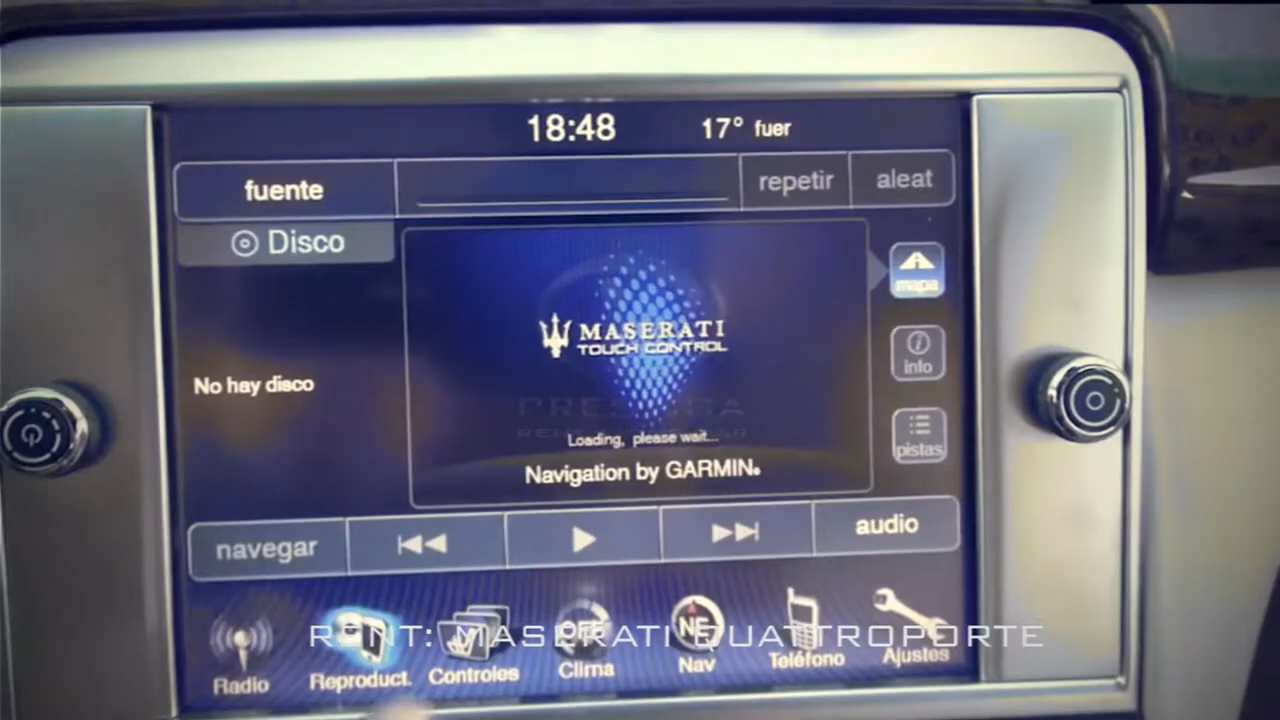 18:48 17° fuer
fuente
repetir
aleat
Disco
mapa
MASERATI
TOUCH CONTROL
info
No hay disco
pistas
Loading, please wait...
Navigation by GARMIN.
navegar
audio
RENT: MASERATI QUATTROPORTE
Radio
Reproduct.
Controles
Clima
Nav
Teléfono
Ajustes